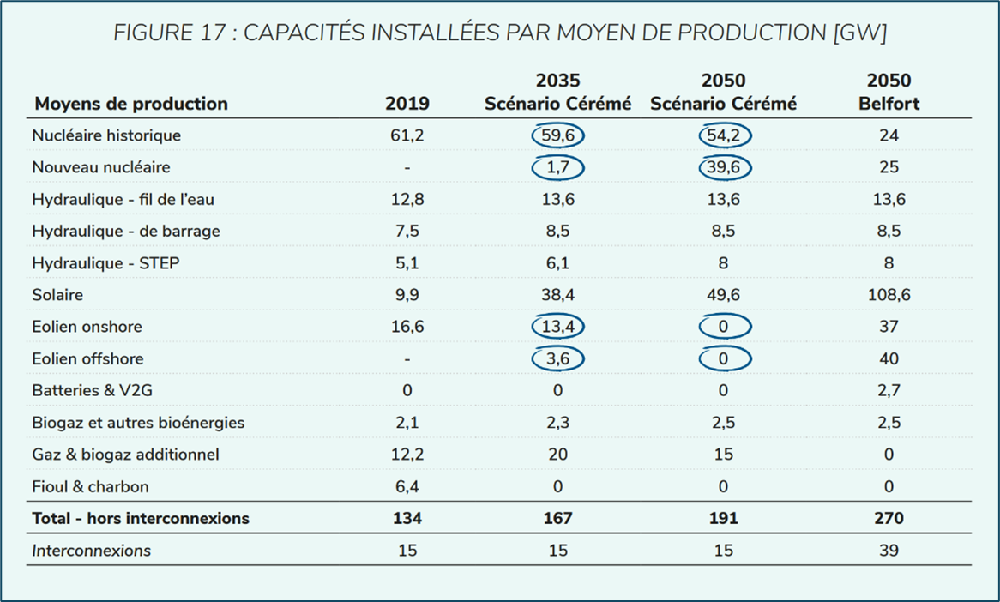 FIGURE 17 : CAPACITÉS INSTALLÉES PAR MOYEN DE PRODUCTION [GW]
2035 2050 2050
Moyens de production 2019 Scénario Cérémé Scénario Cérémé Belfort
Nucléaire historique 61,2 59,6 54,2 24
Nouveau nucléaire - 1,7 39,6 25
Hydraulique - fil de l'eau 12,8 13,6 13,6 13,6
Hydraulique - de barrage 7,5 8,5 8,5 8,5
Hydraulique - STEP 5,1 6,1 8 8
Solaire 9,9 38,4 49,6 108,6
Eolien onshore 16,6 13,4 0 37
Eolien offshore - 3,6 0 40
Batteries & V2G 0 0 0 2,7
Biogaz et autres bioénergies 2,1 2,3 2,5 2,5
Gaz & biogaz additionnel 12,2 20 15 0
Fioul & charbon 6,4 0 0 0
Total - hors interconnexions 134 167 191 270
Interconnexions 15 15 15 39